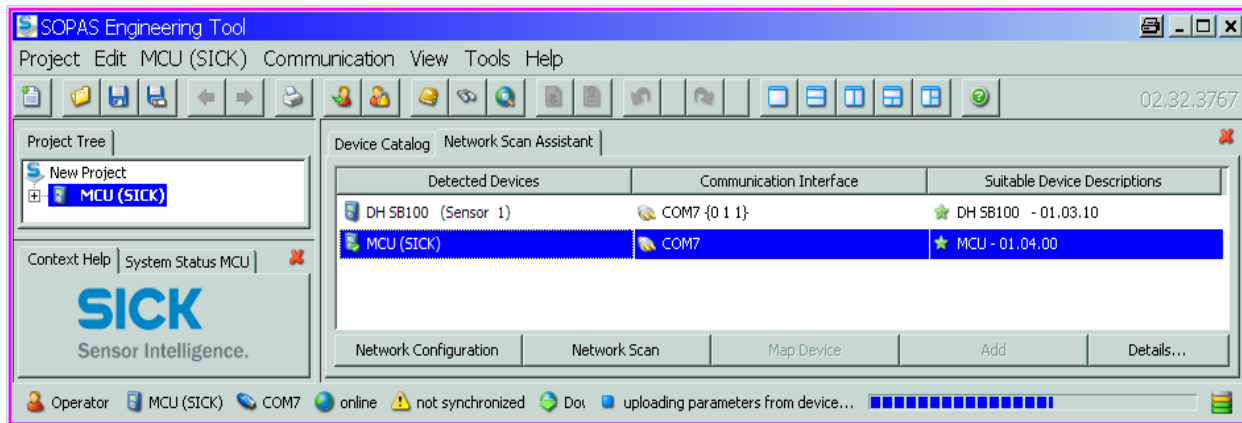 SOPAS Engineering Tool
Project Edit MCU (SICK) Communication View Tools Help
02.32.3767
Project Tree
New Project
MCU (SICK)
Context Help System Status MCU
SICK
Sensor Intelligence.
Device Catalog Network Scan Assistant
Detected Devices Communication Interface Suitable Device Descriptions
DH SB100 (Sensor 1) COM7 {0 1 1} DH SB100 - 01.03.10
MCU (SICK) COM7 MCU - 01.04.00
Network Configuration Network Scan Map Device Add Details...
Operator MCU (SICK) COM7 online not synchronized uploading parameters from device...